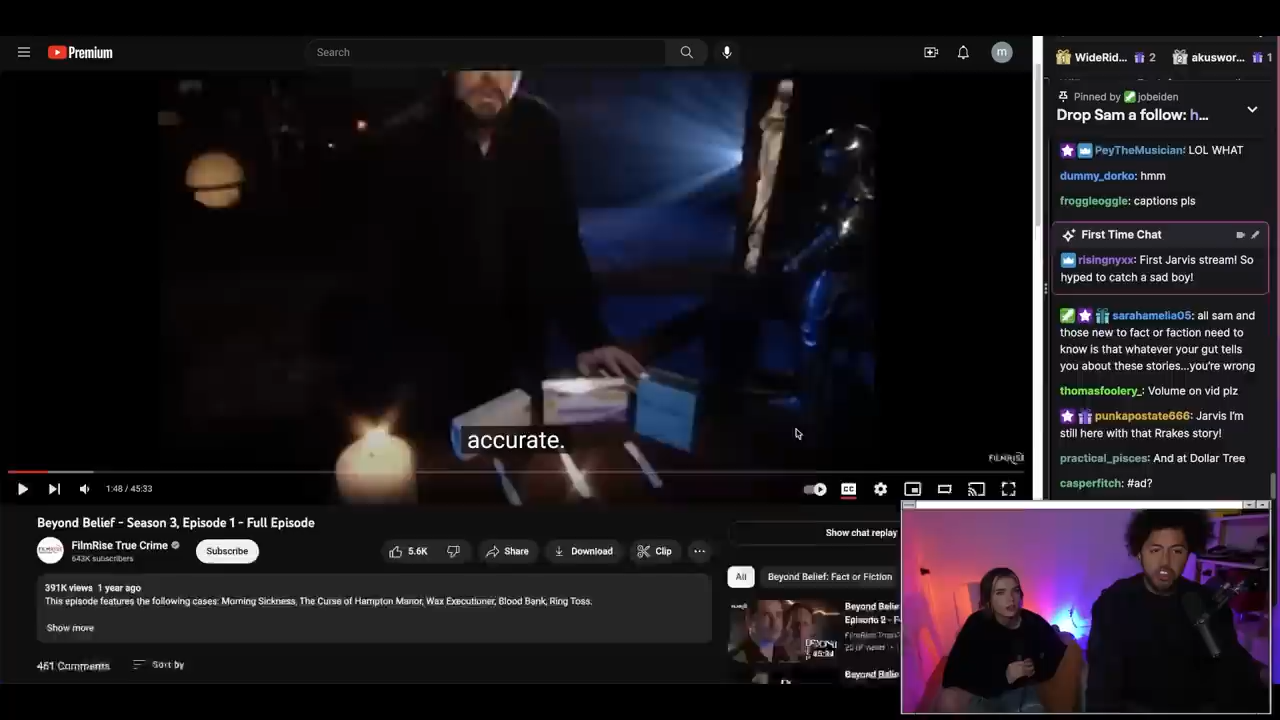 Premium
Search
m
WideRid... 2 akuswor... 1
Pinned by jobeiden
Drop Sam a follow: h...
PeyTheMusician: LOL WHAT
dummy_dorko: hmm
froggleoggle: captions pls
First Time Chat
risingnyxx: First Jarvis stream! So
hyped to catch a sad boy!
sarahamelia05: all sam and
those new to fact or faction need to
know is that whatever your gut tells
you about these stories...you're wrong
thomasfoolery_: Volume on vid plz
punkapostate666: Jarvis I'm
still here with that Rrakes story!
practical_pisces: And at Dollar Tree
casperfitch: #ad?
accurate.
FILMRISE
1:48 / 45:33
CC
Beyond Belief - Season 3, Episode 1 - Full Episode
FilmRise True Crime
643K subscribers
Subscribe
5.6K
Share
Download
Clip
Show chat replay
391K views 1 year ago
This episode features the following cases: Morning Sickness, The Curse of Hampton Manor, Wax Executioner, Blood Bank, Ring Toss.
Show more
461 Comments
Sort by
All
Beyond Belief: Fact or Fiction
Beyond Belie
Episode 2 - F
FilmRise True
Beyond Belie